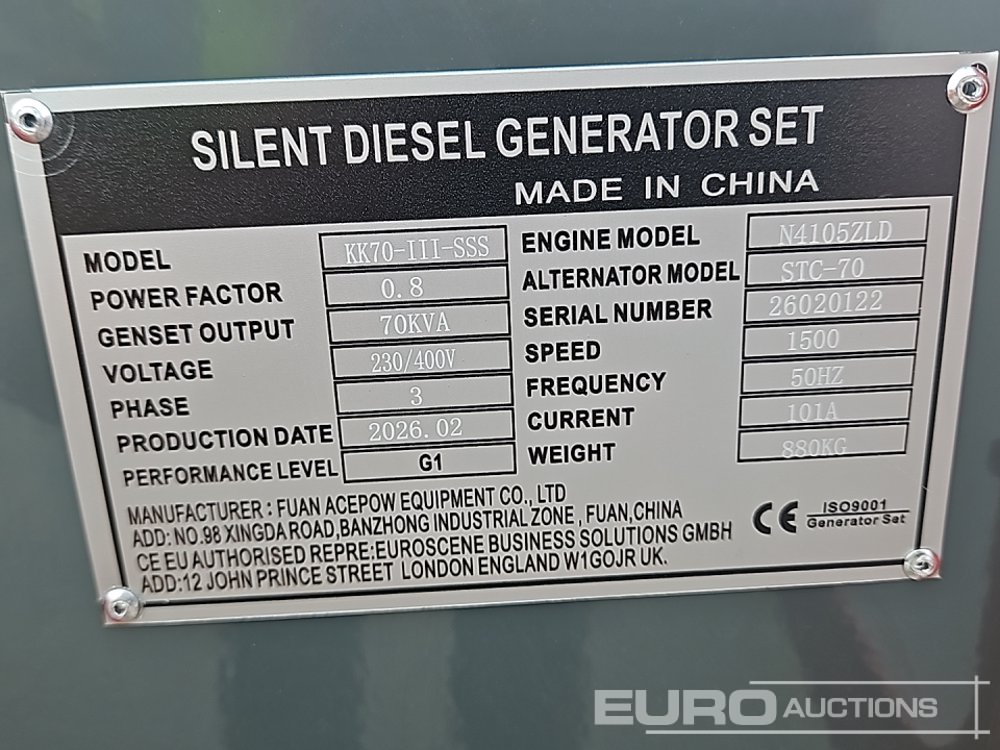 SILENT DIESEL GENERATOR SET
MADE IN CHINA
MODEL KK70-III-SSS
POWER FACTOR 0.8
GENSET OUTPUT 70KVA
VOLTAGE 230/400V
PHASE 3
PRODUCTION DATE 2026.02
PERFORMANCE LEVEL G1
ENGINE MODEL N4105ZLD
ALTERNATOR MODEL STC-70
SERIAL NUMBER 26020122
SPEED 1500
FREQUENCY 50HZ
CURRENT 101A
WEIGHT 880KG
MANUFACTURER: FUAN ACEPOW EQUIPMENT CO., LTD
ADD: NO.98 XINGDA ROAD,BANZHONG INDUSTRIAL ZONE, FUAN,CHINA
CE EU AUTHORISED REPRE:EUROSCENE BUSINESS SOLUTIONS GMBH
ADD:12 JOHN PRINCE STREET LONDON ENGLAND W1GOJR UK.
CE ISO9001
Generator Set
EURO AUCTIONS